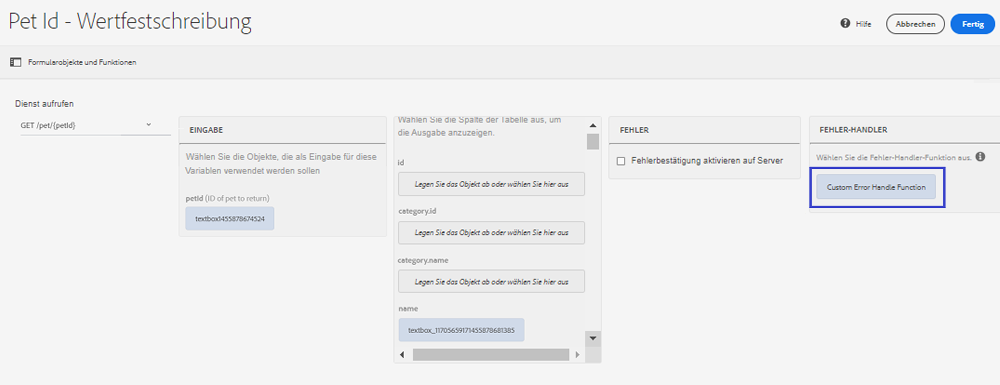 Pet Id - Wertfestschreibung
Hilfe
Abbrechen
Fertig
Formularobjekte und Funktionen
Dienst aufrufen
GET /pet/{petId}
EINGABE
Wählen Sie die Objekte, die als Eingabe für diese
Variablen verwendet werden sollen
petId (ID of pet to return)
textbox1455878674524
Wählen Sie die Spalte der Tabelle aus, um
die Ausgabe anzuzeigen.
id
Legen Sie das Objekt ab oder wählen Sie hier aus
category.id
Legen Sie das Objekt ab oder wählen Sie hier aus
category.name
Legen Sie das Objekt ab oder wählen Sie hier aus
name
textbox_11705659171455878681385
FEHLER
Fehlerbestätigung aktivieren auf Server
FEHLER-HANDLER
Wählen Sie die Fehler-Handler-Funktion aus.
Custom Error Handle Function